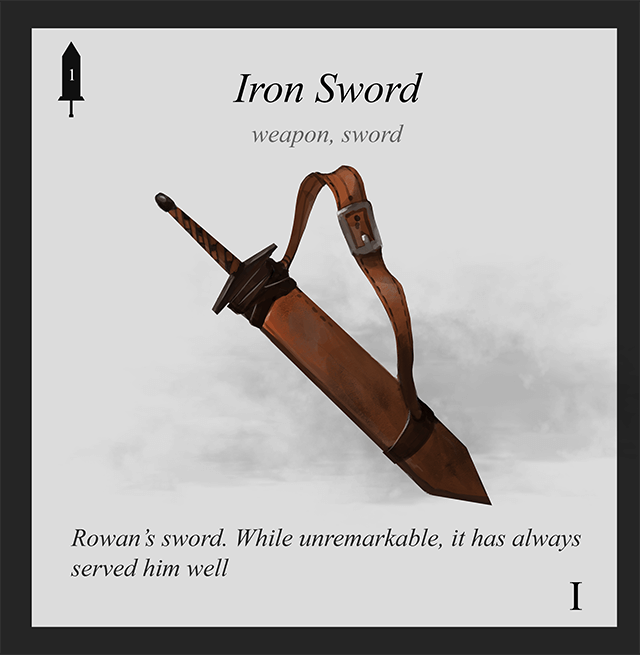 1
Iron Sword
weapon, sword
Rowan’s sword. While unremarkable, it has always
served him well
I